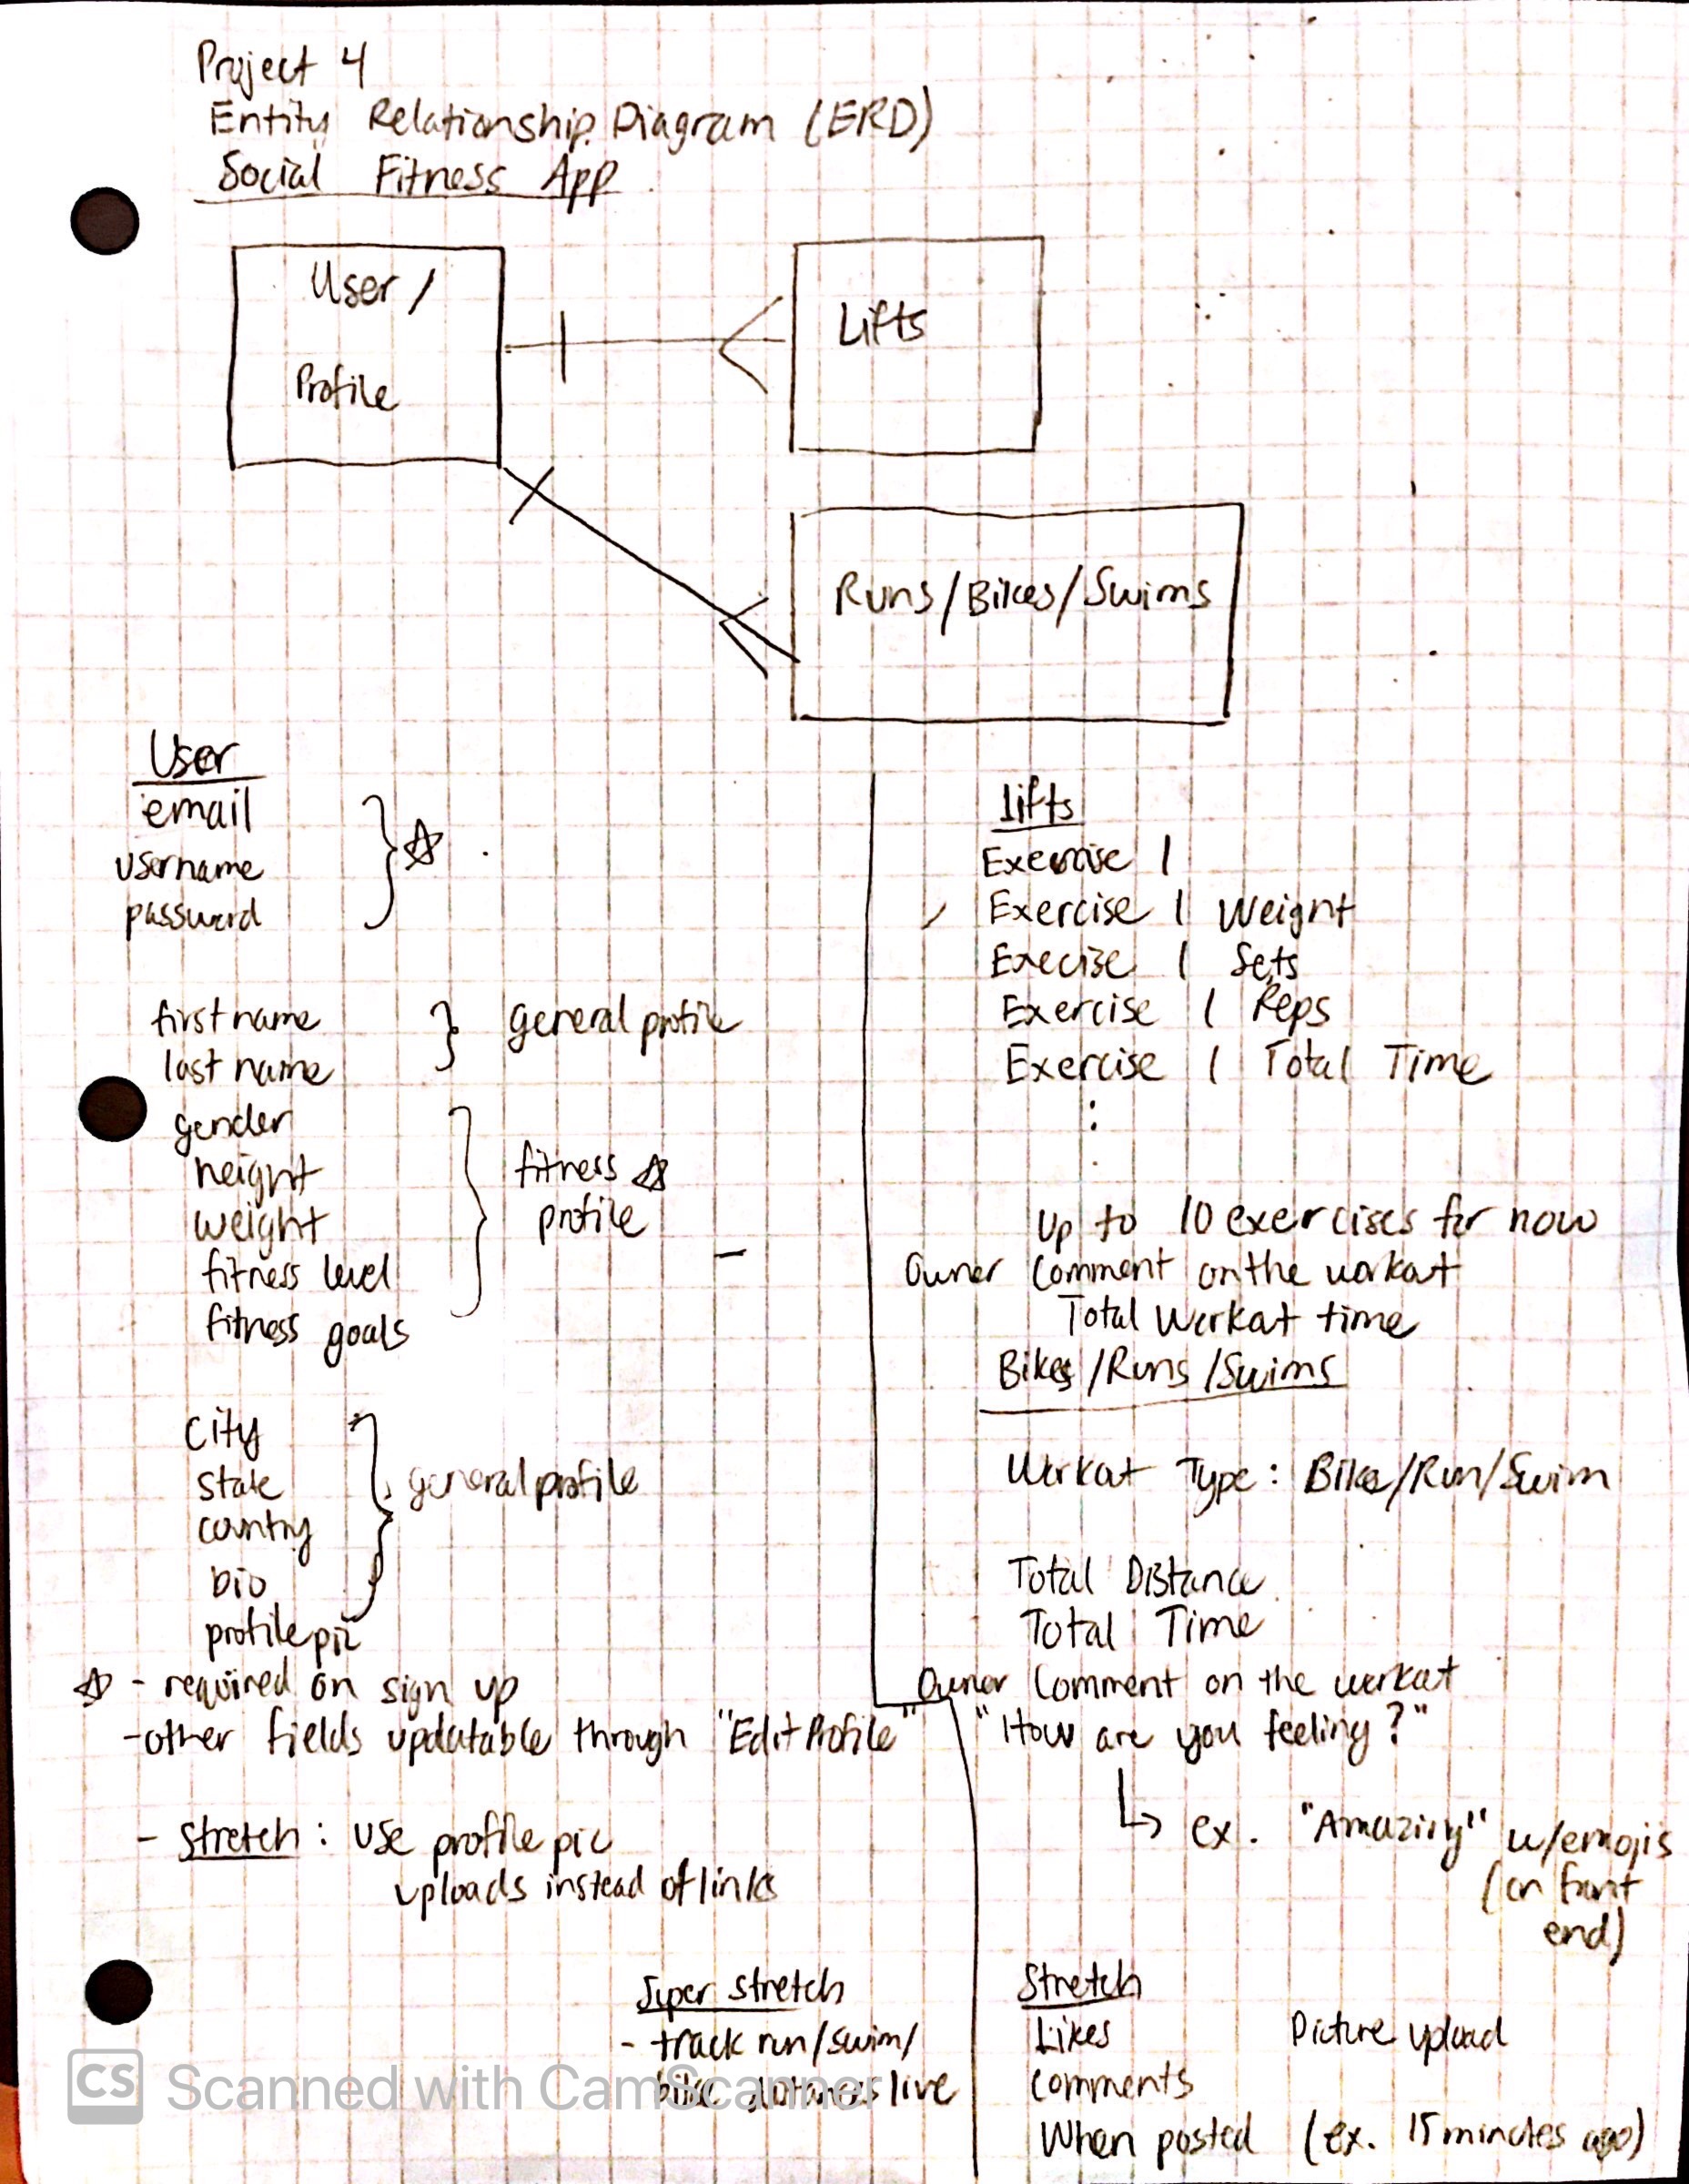 Project 4
Entity Relationship Diagram (ERD)
Social Fitness App
User /
Profile
Lifts
Runs/Bikes/Swims
User
email
username
password
first name
last name
general profile
gender
height
weight
fitness level
fitness goals
fitness ☆
profile
city
state
country
bio
profile pic
general profile
☆ - required on sign up
- other fields updatable through "Edit Profile"
- Stretch: use profile pic
uploads instead of links
Super stretch
- track run/swim/
bike distances live
Lifts
Exercise 1
Exercise 1 Weight
Execise 1 Sets
Exercise 1 Reps
Exercise 1 Total Time
Up to 10 exercises for now
Owner Comment on the workout
Total Workout time
Bikes/Runs/Swims
Workout Type: Bike/Run/Swim
Total Distance
Total Time
Owner Comment on the workout
"How are you feeling?"
↳ ex. "Amazing" w/emojis
(on front
end)
Stretch
Likes
Picture upload
Comments
When posted (ex. 15 minutes ago)
CS Scanned with CamScanner